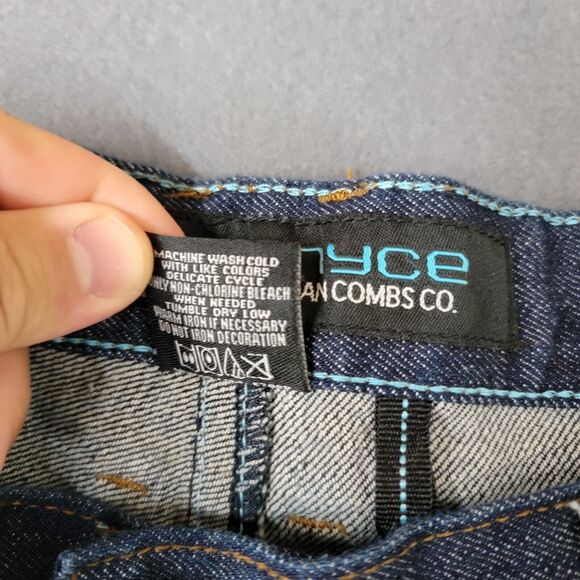 MACHINE WASH COLD
WITH LIKE COLORS
DELICATE CYCLE
ONLY NON-CHLORINE BLEACH
WHEN NEEDED
TUMBLE DRY LOW
IRON IF NECESSARY
DO NOT IRON DECORATION
nyce
AN COMBS CO.